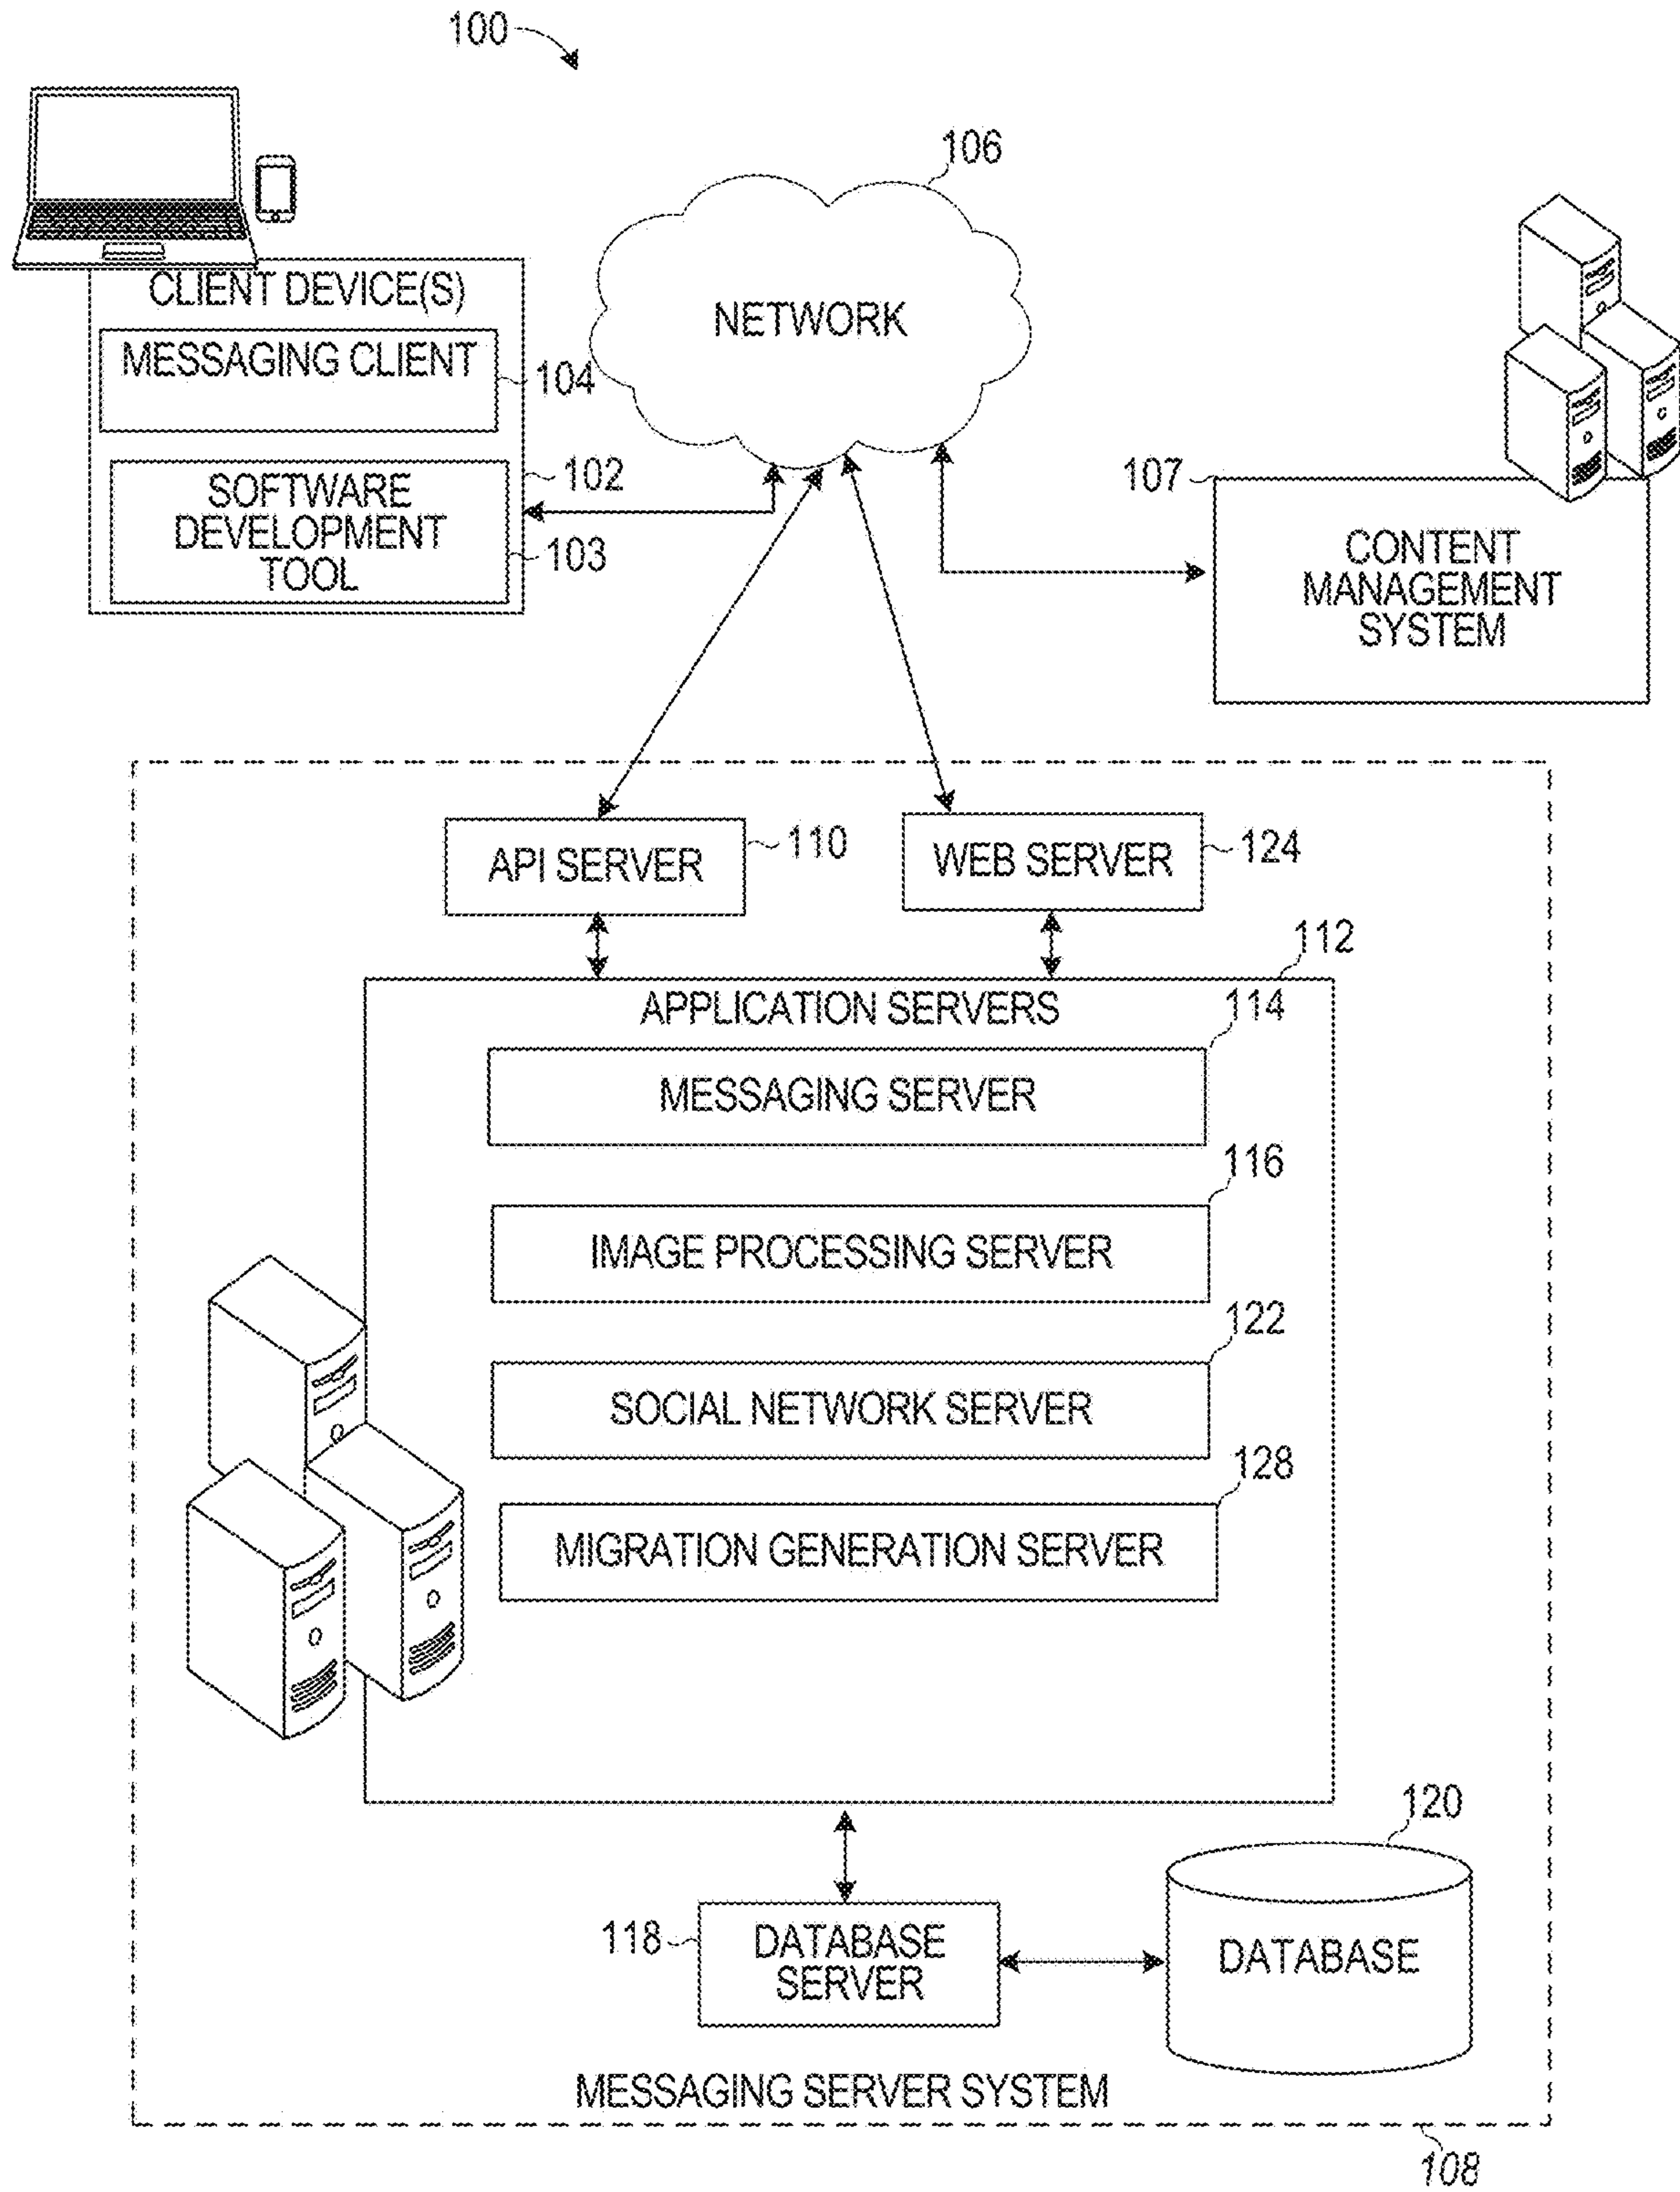 100
106
CLIENT DEVICE(S)
MESSAGING CLIENT
104
NETWORK
102
SOFTWARE
DEVELOPMENT
TOOL
103
107
CONTENT
MANAGEMENT
SYSTEM
API SERVER
110
WEB SERVER
124
112
APPLICATION SERVERS
114
MESSAGING SERVER
116
IMAGE PROCESSING SERVER
122
SOCIAL NETWORK SERVER
128
MIGRATION GENERATION SERVER
120
118
DATABASE
SERVER
DATABASE
MESSAGING SERVER SYSTEM
108